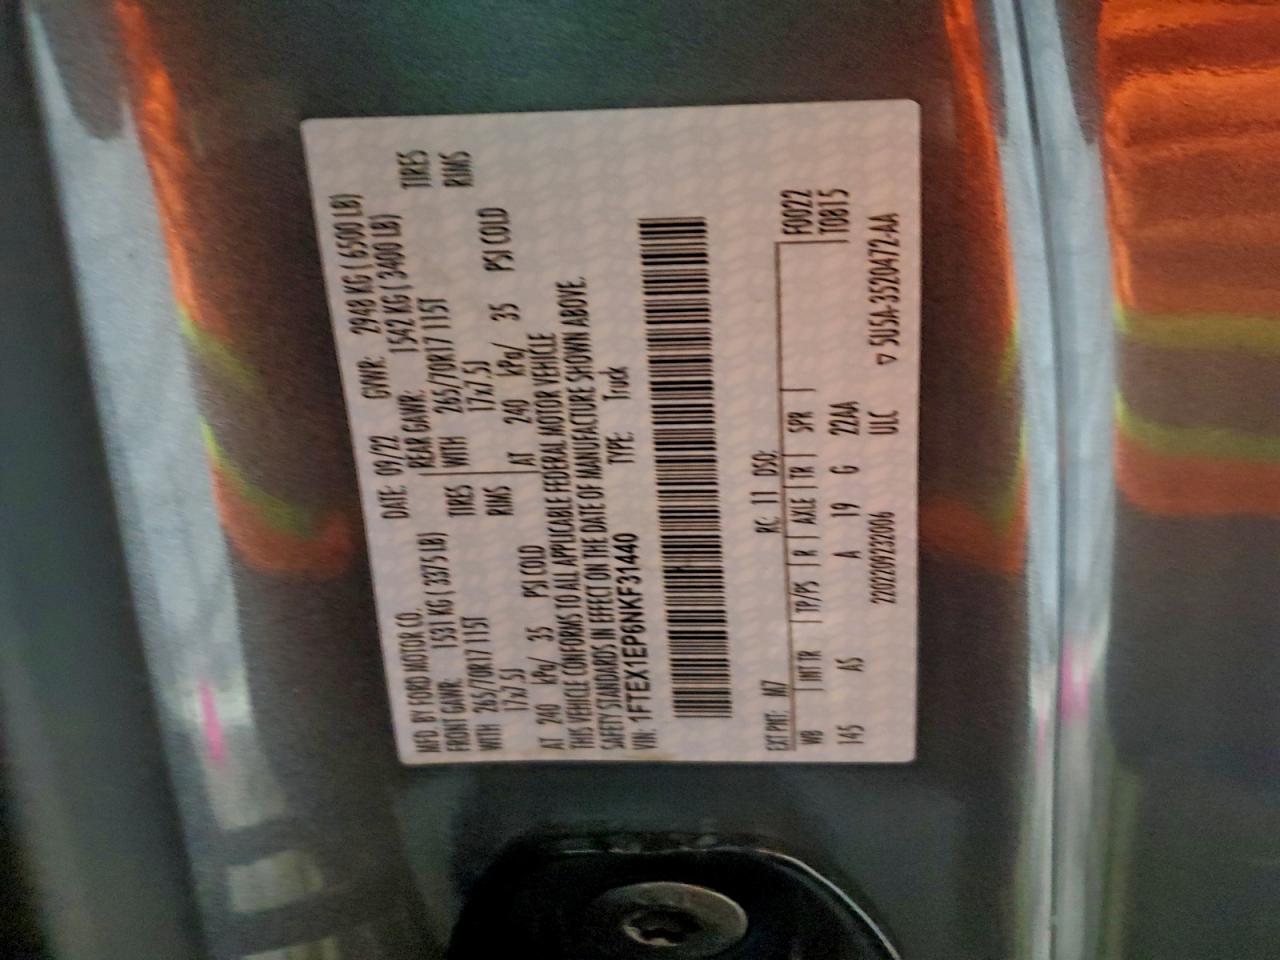 MFD. BY FORD MOTOR CO. DATE: 09/22 GVWR: 2948 KG ( 6500 LB)
FRONT GAWR: 1531 KG ( 3375 LB) REAR GAWR: 1542 KG ( 3400 LB)
WITH 265/70R17 115T TIRES WITH 265/70R17 115T TIRES
17x7.5J RIMS 17x7.5J RIMS
AT 240 kPa/ 35 PSI COLD AT 240 kPa/ 35 PSI COLD
THIS VEHICLE CONFORMS TO ALL APPLICABLE FEDERAL MOTOR VEHICLE
SAFETY STANDARDS IN EFFECT ON THE DATE OF MANUFACTURE SHOWN ABOVE.
VIN: 1FTEX1EP6NKF31440 TYPE: Truck
EXT PNT: M7 RC: 11 DSO: F0022
WB INT TR TP/PS R AXLE TR SPR T0815
145 AS A 19 G 22AA
220220923206 ULC ▽ 5U5A-3520472-AA